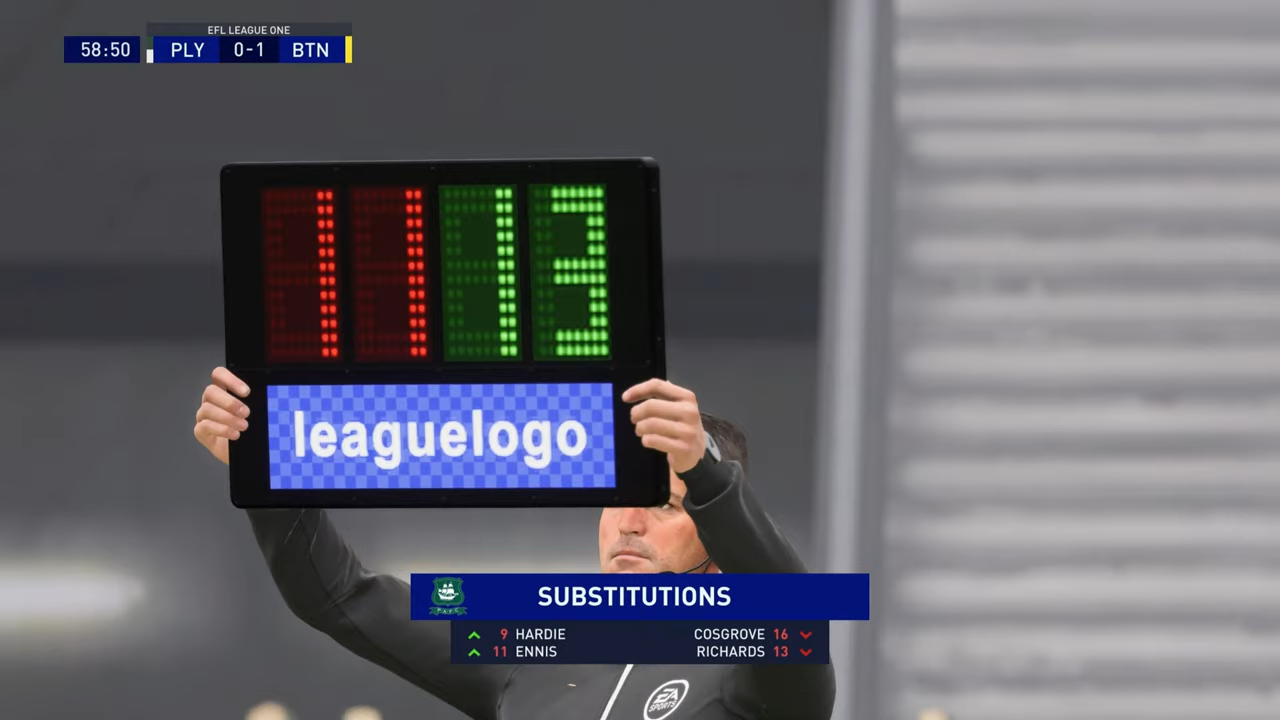 EFL LEAGUE ONE
58:50 PLY 0-1 BTN
11 13
leaguelogo
SUBSTITUTIONS
9 HARDIE COSGROVE 16
11 ENNIS RICHARDS 13
EA
SPORTS